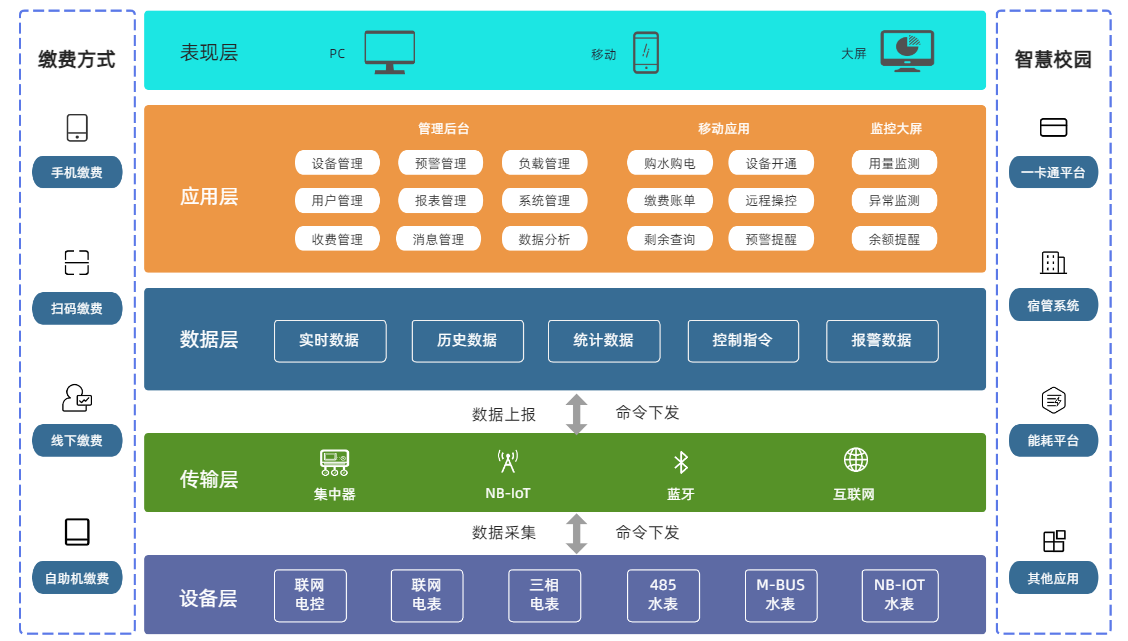 缴费方式
手机缴费
扫码缴费
线下缴费
自助机缴费
表现层
PC
移动
大屏
应用层
管理后台
移动应用
监控大屏
设备管理
预警管理
负载管理
购水购电
设备开通
用量监测
用户管理
报表管理
系统管理
缴费账单
远程操控
异常监测
收费管理
消息管理
数据分析
剩余查询
预警提醒
余额提醒
数据层
实时数据
历史数据
统计数据
控制指令
报警数据
数据上报
命令下发
传输层
集中器
NB-IoT
蓝牙
互联网
数据采集
命令下发
设备层
联网
电控
联网
电表
三相
电表
485
水表
M-BUS
水表
NB-IOT
水表
智慧校园
一卡通平台
宿管系统
能耗平台
其他应用